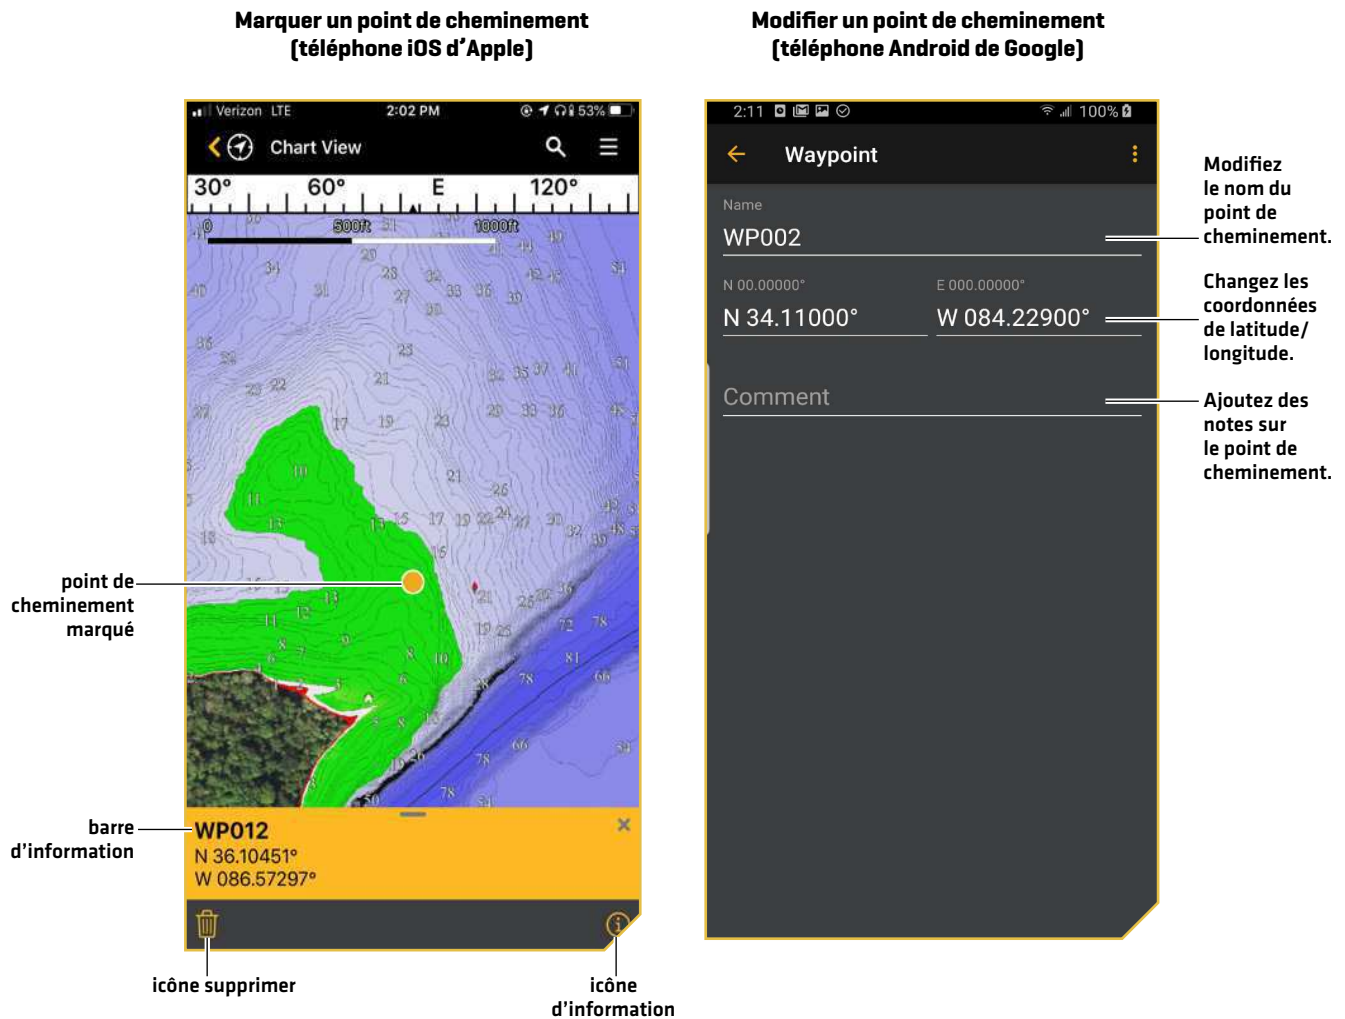 Marquer un point de cheminement
(téléphone iOS d’Apple)
Modifier un point de cheminement
(téléphone Android de Google)
Verizon LTE
2:02 PM
53%
Chart View
30°
60°
E
120°
0
500ft
1000ft
point de
cheminement
marqué
barre
d’information
WP012
N 36.10451°
W 086.57297°
icône supprimer
icône
d’information
2:11
100%
Waypoint
Name
WP002
N 00.00000°
E 000.00000°
N 34.11000°
W 084.22900°
Comment
Modifiez
le nom du
point de
cheminement.
Changez les
coordonnées
de latitude/
longitude.
Ajoutez des
notes sur
le point de
cheminement.